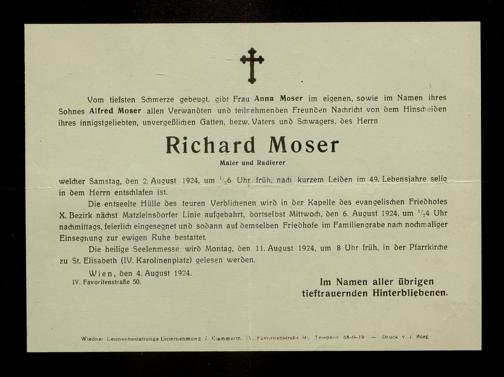 Vom tiefsten Schmerze gebeugt, gibt Frau Anna Moser im eigenen, sowie im Namen ihres
Sohnes Alfred Moser allen Verwandten und teilnehmenden Freunden Nachricht von dem Hinscheiden
ihres innigstgeliebten, unvergeßlichen Gatten, bezw. Vaters und Schwagers, des Herrn
Richard Moser
Maler und Radierer
welcher Samstag, den 2. August 1924, um ½6 Uhr früh, nach kurzem Leiden im 49. Lebensjahre selig
in dem Herrn entschlafen ist.
Die entseelte Hülle des teuren Verblichenen wird in der Kapelle des evangelischen Friedhofes
X. Bezirk nächst Matzleinsdorfer Linie aufgebahrt, dortselbst Mittwoch, den 6. August 1924, um ½4 Uhr
nachmittags, feierlich eingesegnet und sodann auf demselben Friedhofe im Familiengrabe nach nochmaliger
Einsegnung zur ewigen Ruhe bestattet.
Die heilige Seelenmesse wird Montag, den 11. August 1924, um 8 Uhr früh, in der Pfarrkirche
zu St. Elisabeth (IV. Karolinenplatz) gelesen werden.
Wien, den 4. August 1924.
IV. Favoritenstraße 50.
Im Namen aller übrigen
tieftrauernden Hinterbliebenen.
Wiedner Leichenbestattungs-Unternehmung Favoritenstraße Telephon — Druck v.